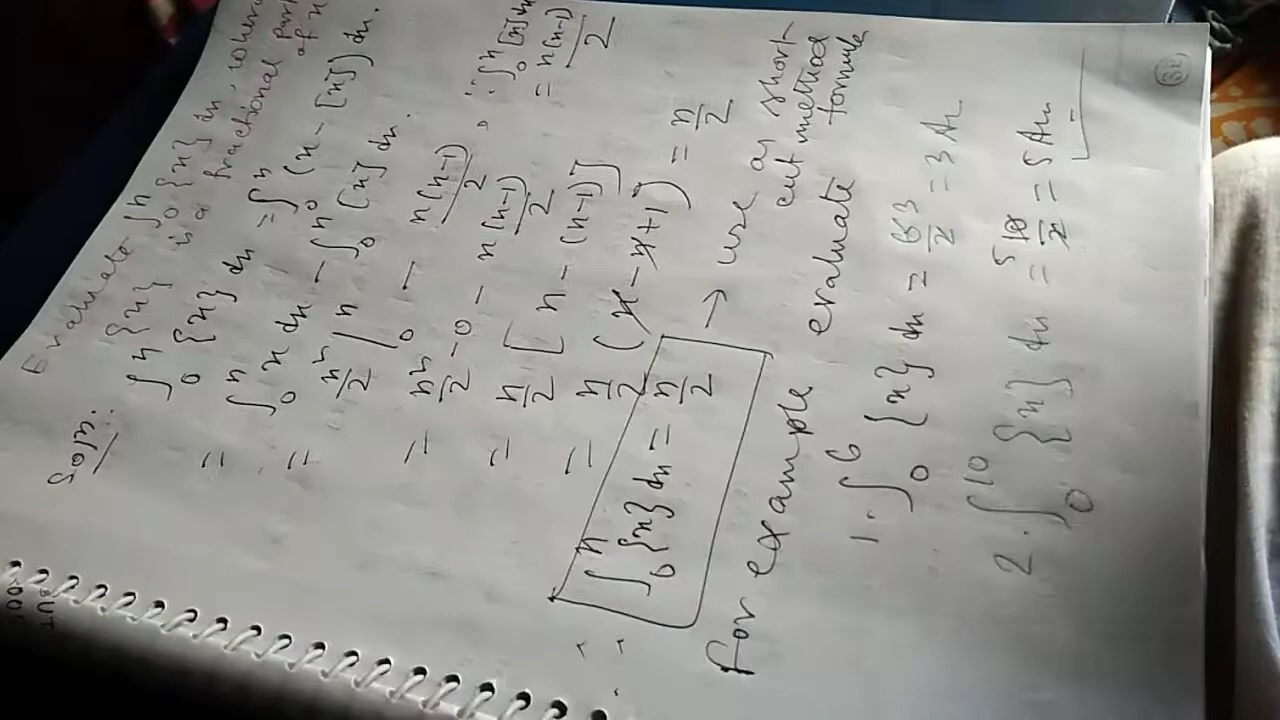 Evaluate ∫₀ⁿ {x} dx, where
{x} is a fractional part of x
Soln:
∫₀ⁿ {x} dx = ∫₀ⁿ (x - [x]) dx.
= ∫₀ⁿ x dx - ∫₀ⁿ [x] dx.
= x²/2 |₀ⁿ - n(n-1)/2, ∵ ∫₀ⁿ [x] dx = n(n-1)/2
= n²/2 - 0 - n(n-1)/2
= n/2 [n - (n-1)]
= n/2 (n - n + 1) = n/2
∴ ∫₀ⁿ {x} dx = n/2 → use as short cut method formula
For example evaluate
1. ∫₀⁶ {x} dx = 6/2 = 3 An
2. ∫₀¹⁰ {x} dx = 10/2 = 5 An